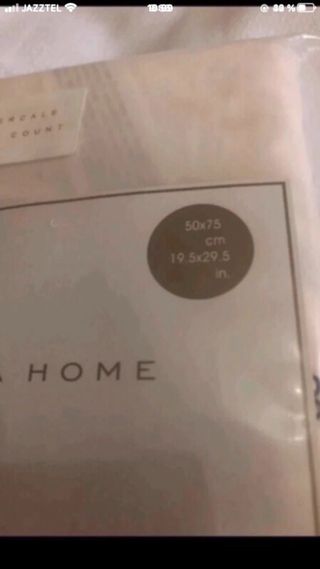 JAZZTEL
ERCALE
COUNT
50x75
cm
19.5x29.5
in.
HOME